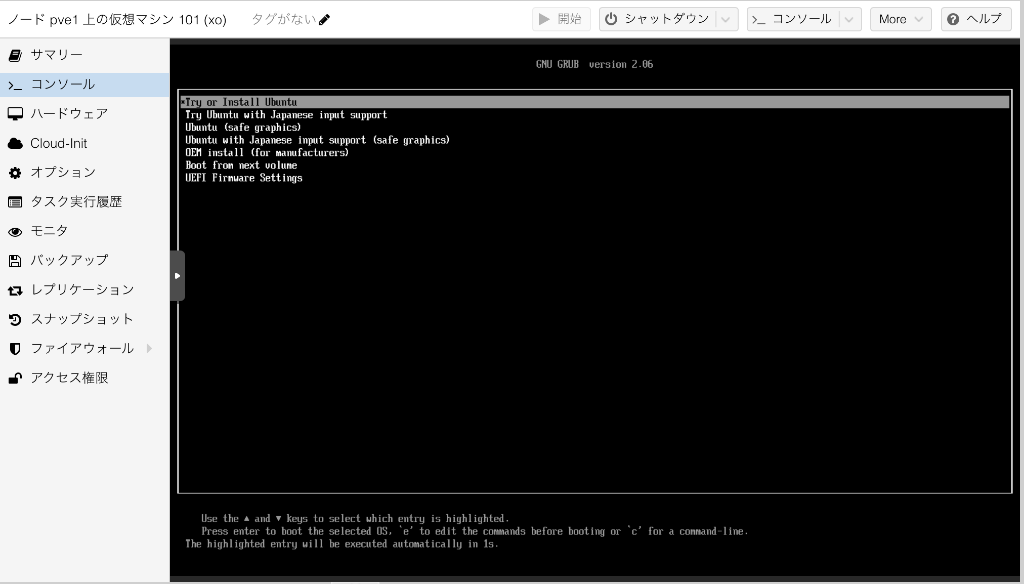 ノード pve1 上の仮想マシン 101 (xo) タグがない 開始 シャットダウン コンソール More ヘルプ
サマリー
コンソール
ハードウェア
Cloud-Init
オプション
タスク実行履歴
モニタ
バックアップ
レプリケーション
スナップショット
ファイアウォール
アクセス権限
GNU GRUB version 2.06
*Try or Install Ubuntu
Try Ubuntu with Japanese input support
Ubuntu (safe graphics)
Ubuntu with Japanese input support (safe graphics)
OEM install (for manufacturers)
Boot from next volume
UEFI Firmware Settings
Use the ▲ and ▼ keys to select which entry is highlighted.
Press enter to boot the selected OS, `e' to edit the commands before booting or `c' for a command-line.
The highlighted entry will be executed automatically in 1s.